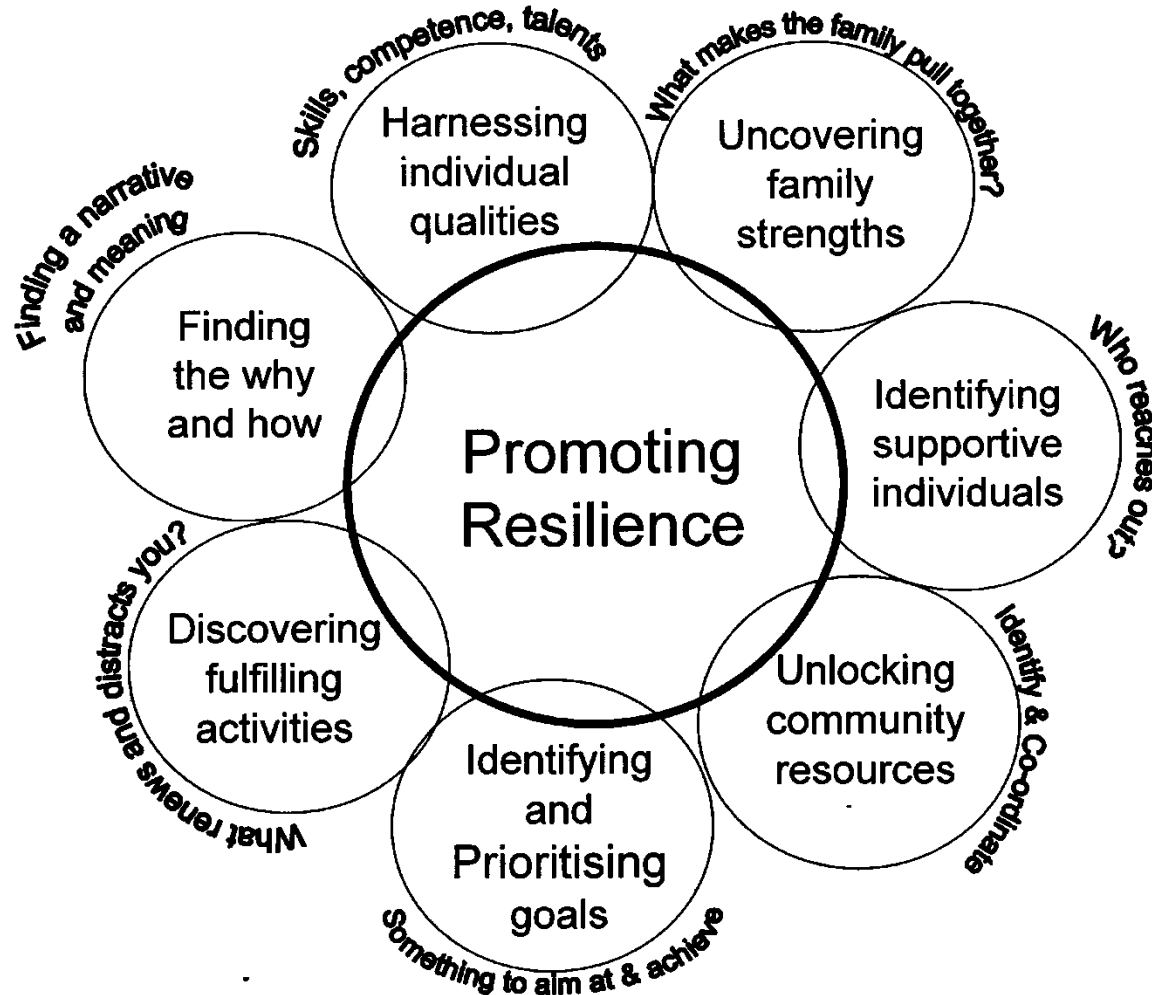 Skills, competence, talents
Harnessing
individual
qualities
What makes the family pull together?
Uncovering
family
strengths
Who reaches out?
Identifying
supportive
individuals
Identify & Co-ordinate
Unlocking
community
resources
Something to aim at & achieve
Identifying
and
Prioritising
goals
What renews and distracts you?
Discovering
fulfilling
activities
Finding a narrative
and meaning
Finding
the why
and how
Promoting
Resilience